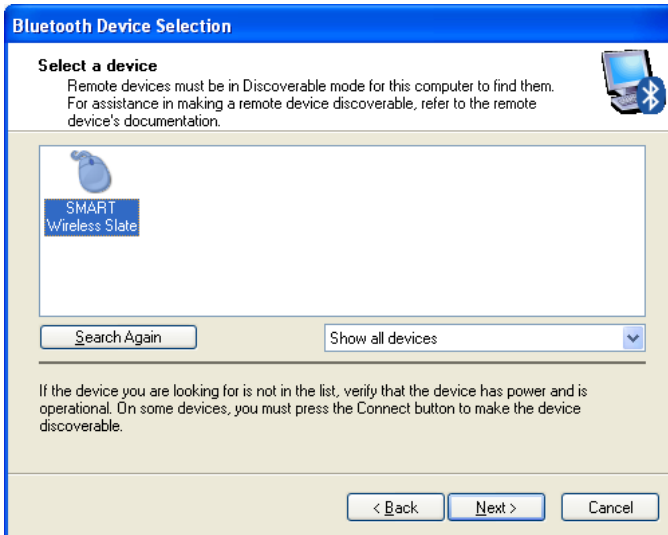 Bluetooth Device Selection
Select a device
Remote devices must be in Discoverable mode for this computer to find them.
For assistance in making a remote device discoverable, refer to the remote
device's documentation.
SMART
Wireless Slate
Search Again
Show all devices
If the device you are looking for is not in the list, verify that the device has power and is
operational. On some devices, you must press the Connect button to make the device
discoverable.
< Back
Next >
Cancel